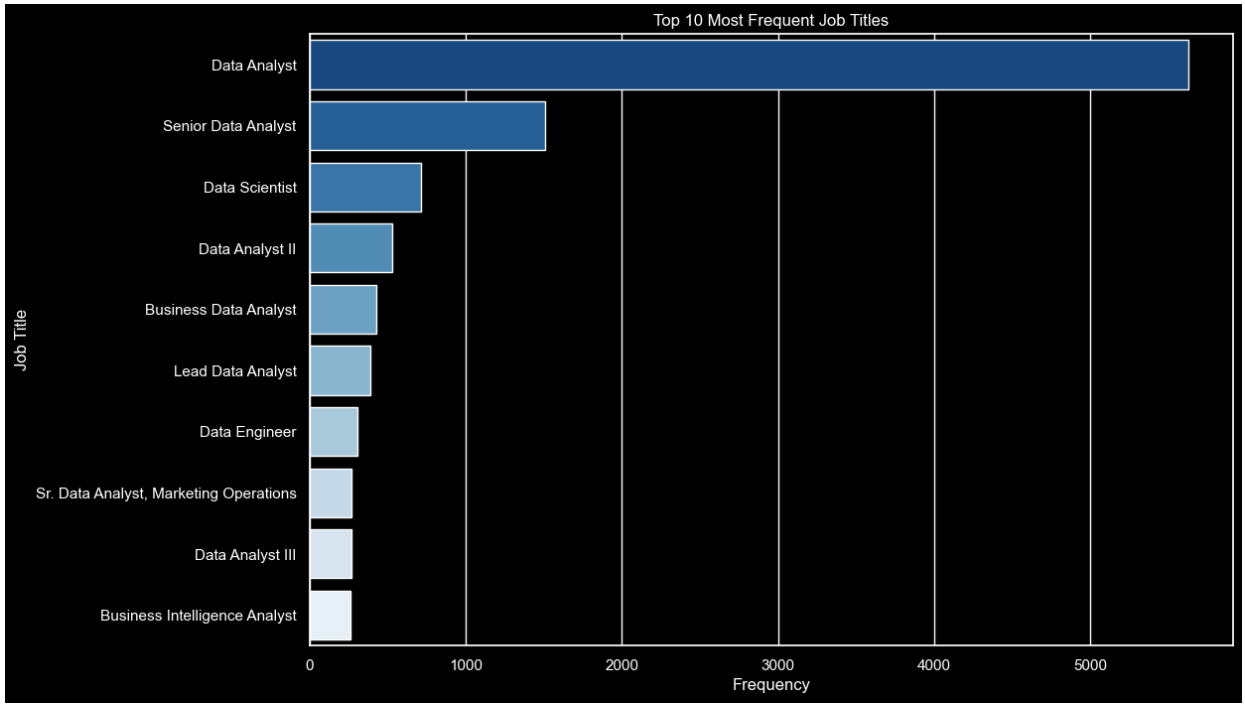 Top 10 Most Frequent Job Titles
Job Title
Data Analyst
Senior Data Analyst
Data Scientist
Data Analyst II
Business Data Analyst
Lead Data Analyst
Data Engineer
Sr. Data Analyst, Marketing Operations
Data Analyst III
Business Intelligence Analyst
0 1000 2000 3000 4000 5000
Frequency